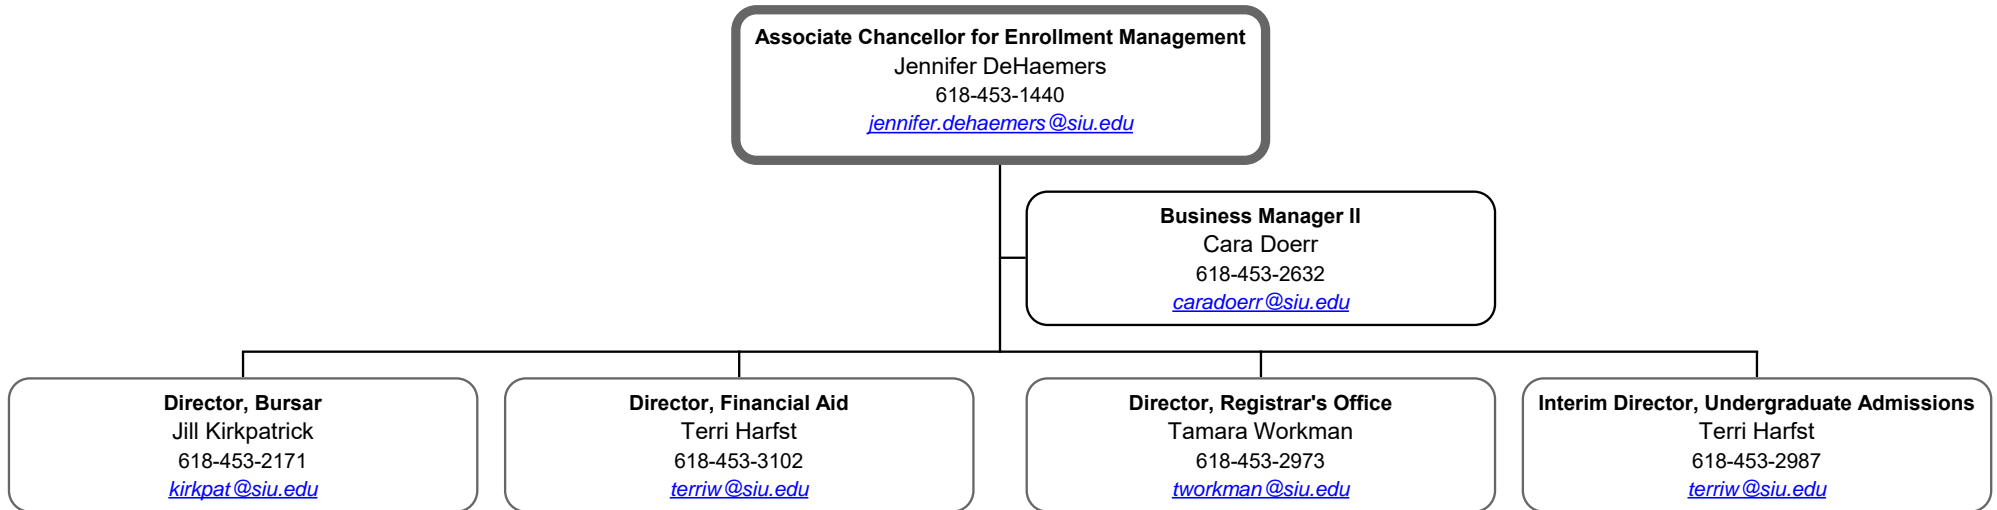 Associate Chancellor for Enrollment Management
Jennifer DeHaemers
618-453-1440
jennifer.dehaemers@siu.edu
Business Manager II
Cara Doerr
618-453-2632
caradoerr@siu.edu
Director, Bursar
Jill Kirkpatrick
618-453-2171
kirkpat@siu.edu
Director, Financial Aid
Terri Harfst
618-453-3102
terriw@siu.edu
Director, Registrar's Office
Tamara Workman
618-453-2973
tworkman@siu.edu
Interim Director, Undergraduate Admissions
Terri Harfst
618-453-2987
terriw@siu.edu